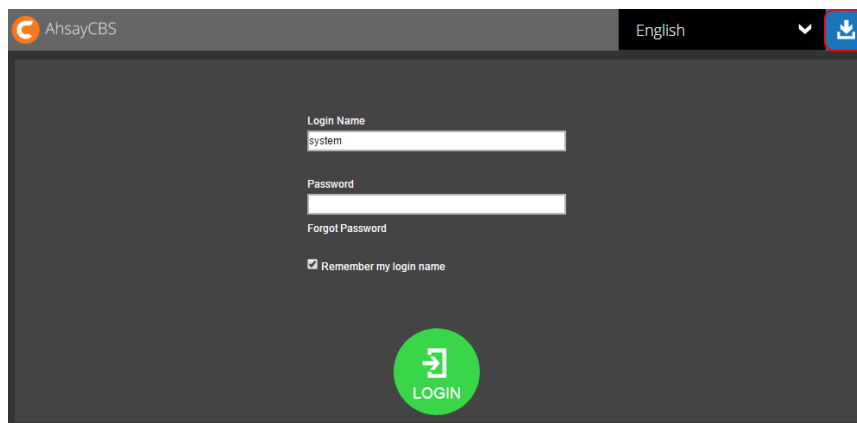 AhsayCBS
English
Login Name
system
Password
Forgot Password
Remember my login name
LOGIN